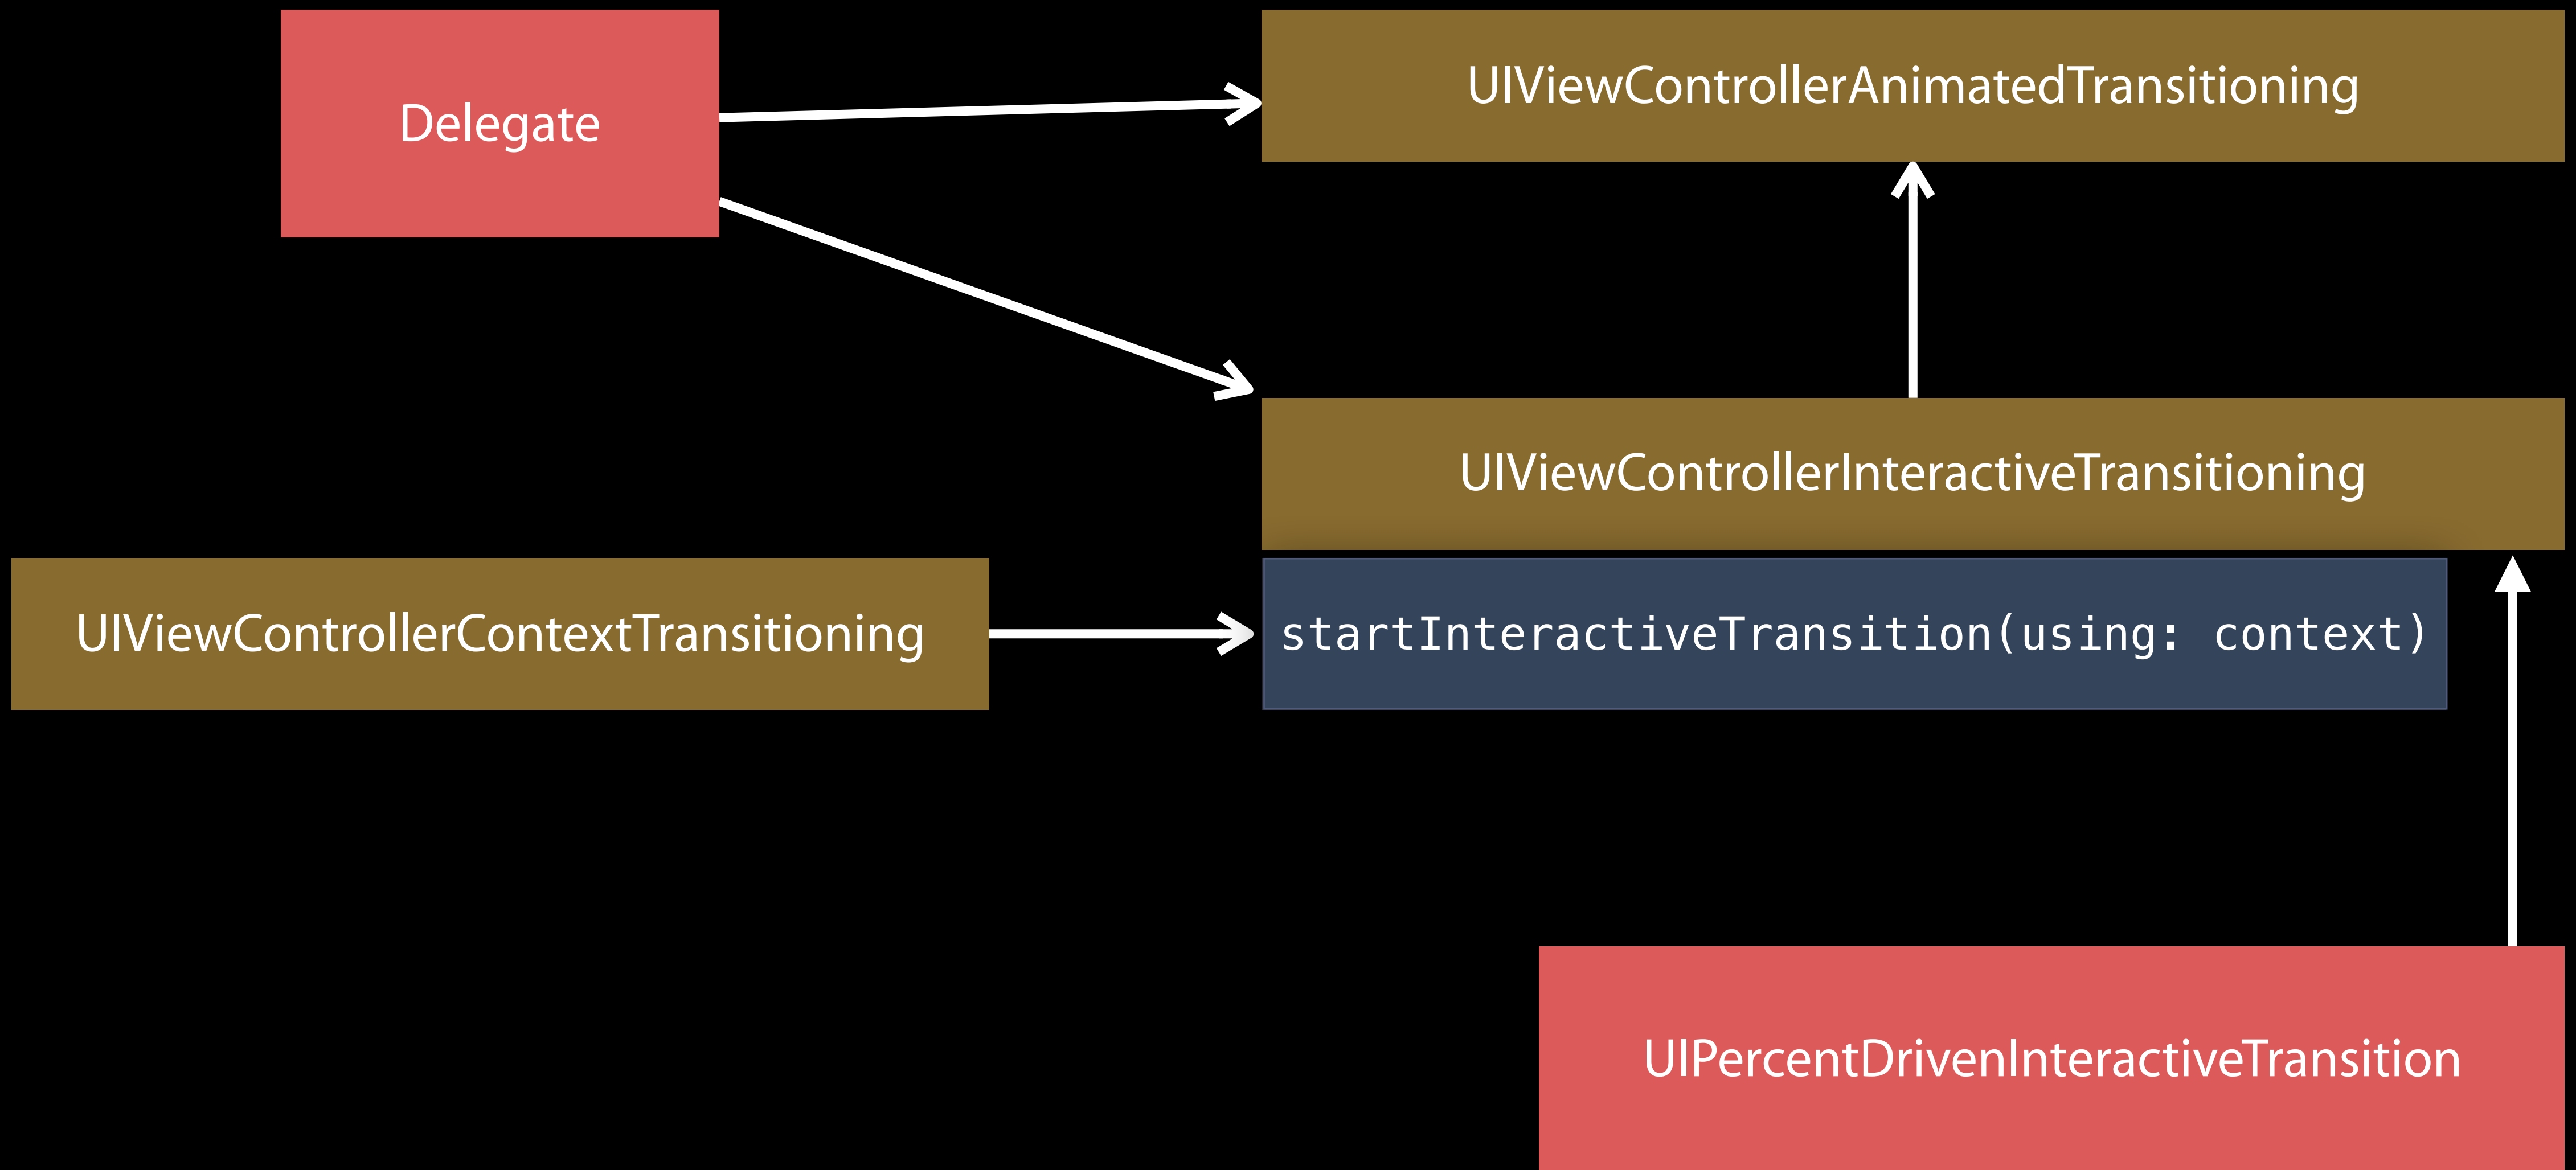 Delegate
UIViewControllerAnimatedTransitioning
UIViewControllerInteractiveTransitioning
UIViewControllerContextTransitioning
startInteractiveTransition(using: context)
UIPercentDrivenInteractiveTransition